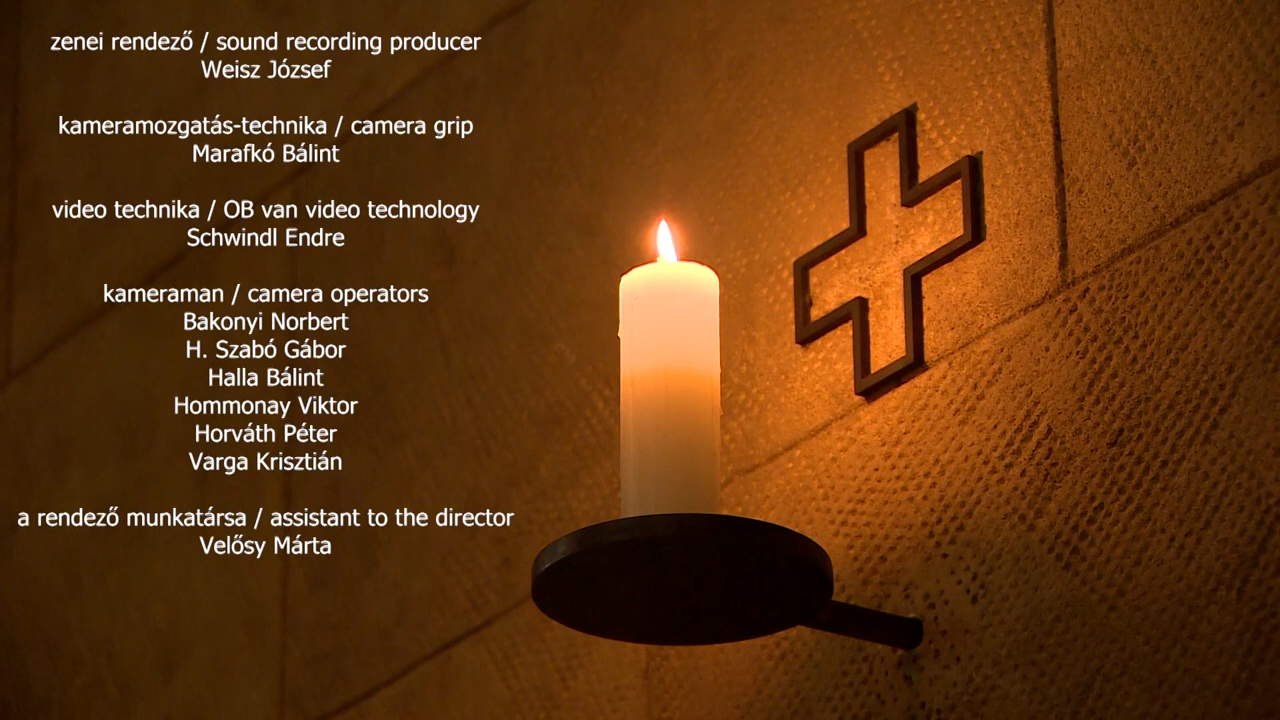 zenei rendező / sound recording producer
Weisz József
kameramozgatás-technika / camera grip
Marafkó Bálint
video technika / OB van video technology
Schwindl Endre
kameraman / camera operators
Bakonyi Norbert
H. Szabó Gábor
Halla Bálint
Hommonay Viktor
Horváth Péter
Varga Krisztián
a rendező munkatársa / assistant to the director
Velősy Márta